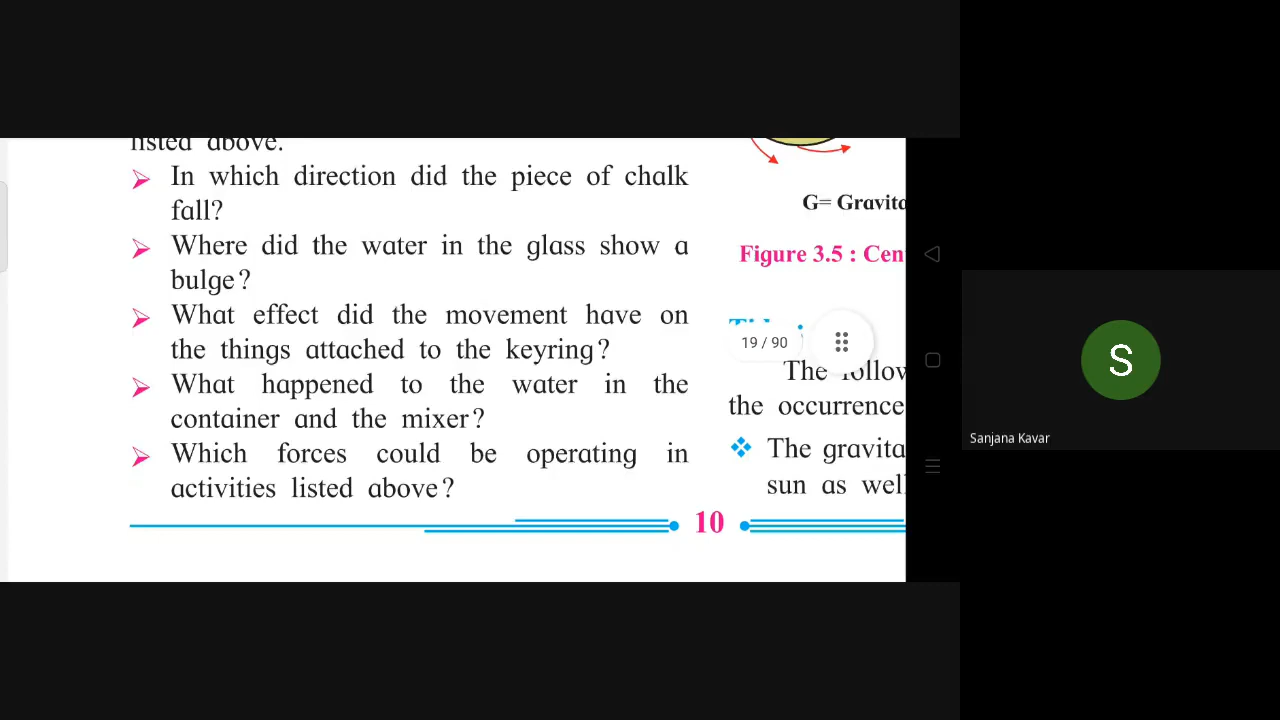 listed above.
In which direction did the piece of chalk
fall?
Where did the water in the glass show a
bulge?
What effect did the movement have on
the things attached to the keyring?
What happened to the water in the
container and the mixer?
Which forces could be operating in
activities listed above?
10
G= Gravita
Figure 3.5 : Cen
19 / 90
The follow
the occurrence
The gravita
sun as well
S
Sanjana Kavar